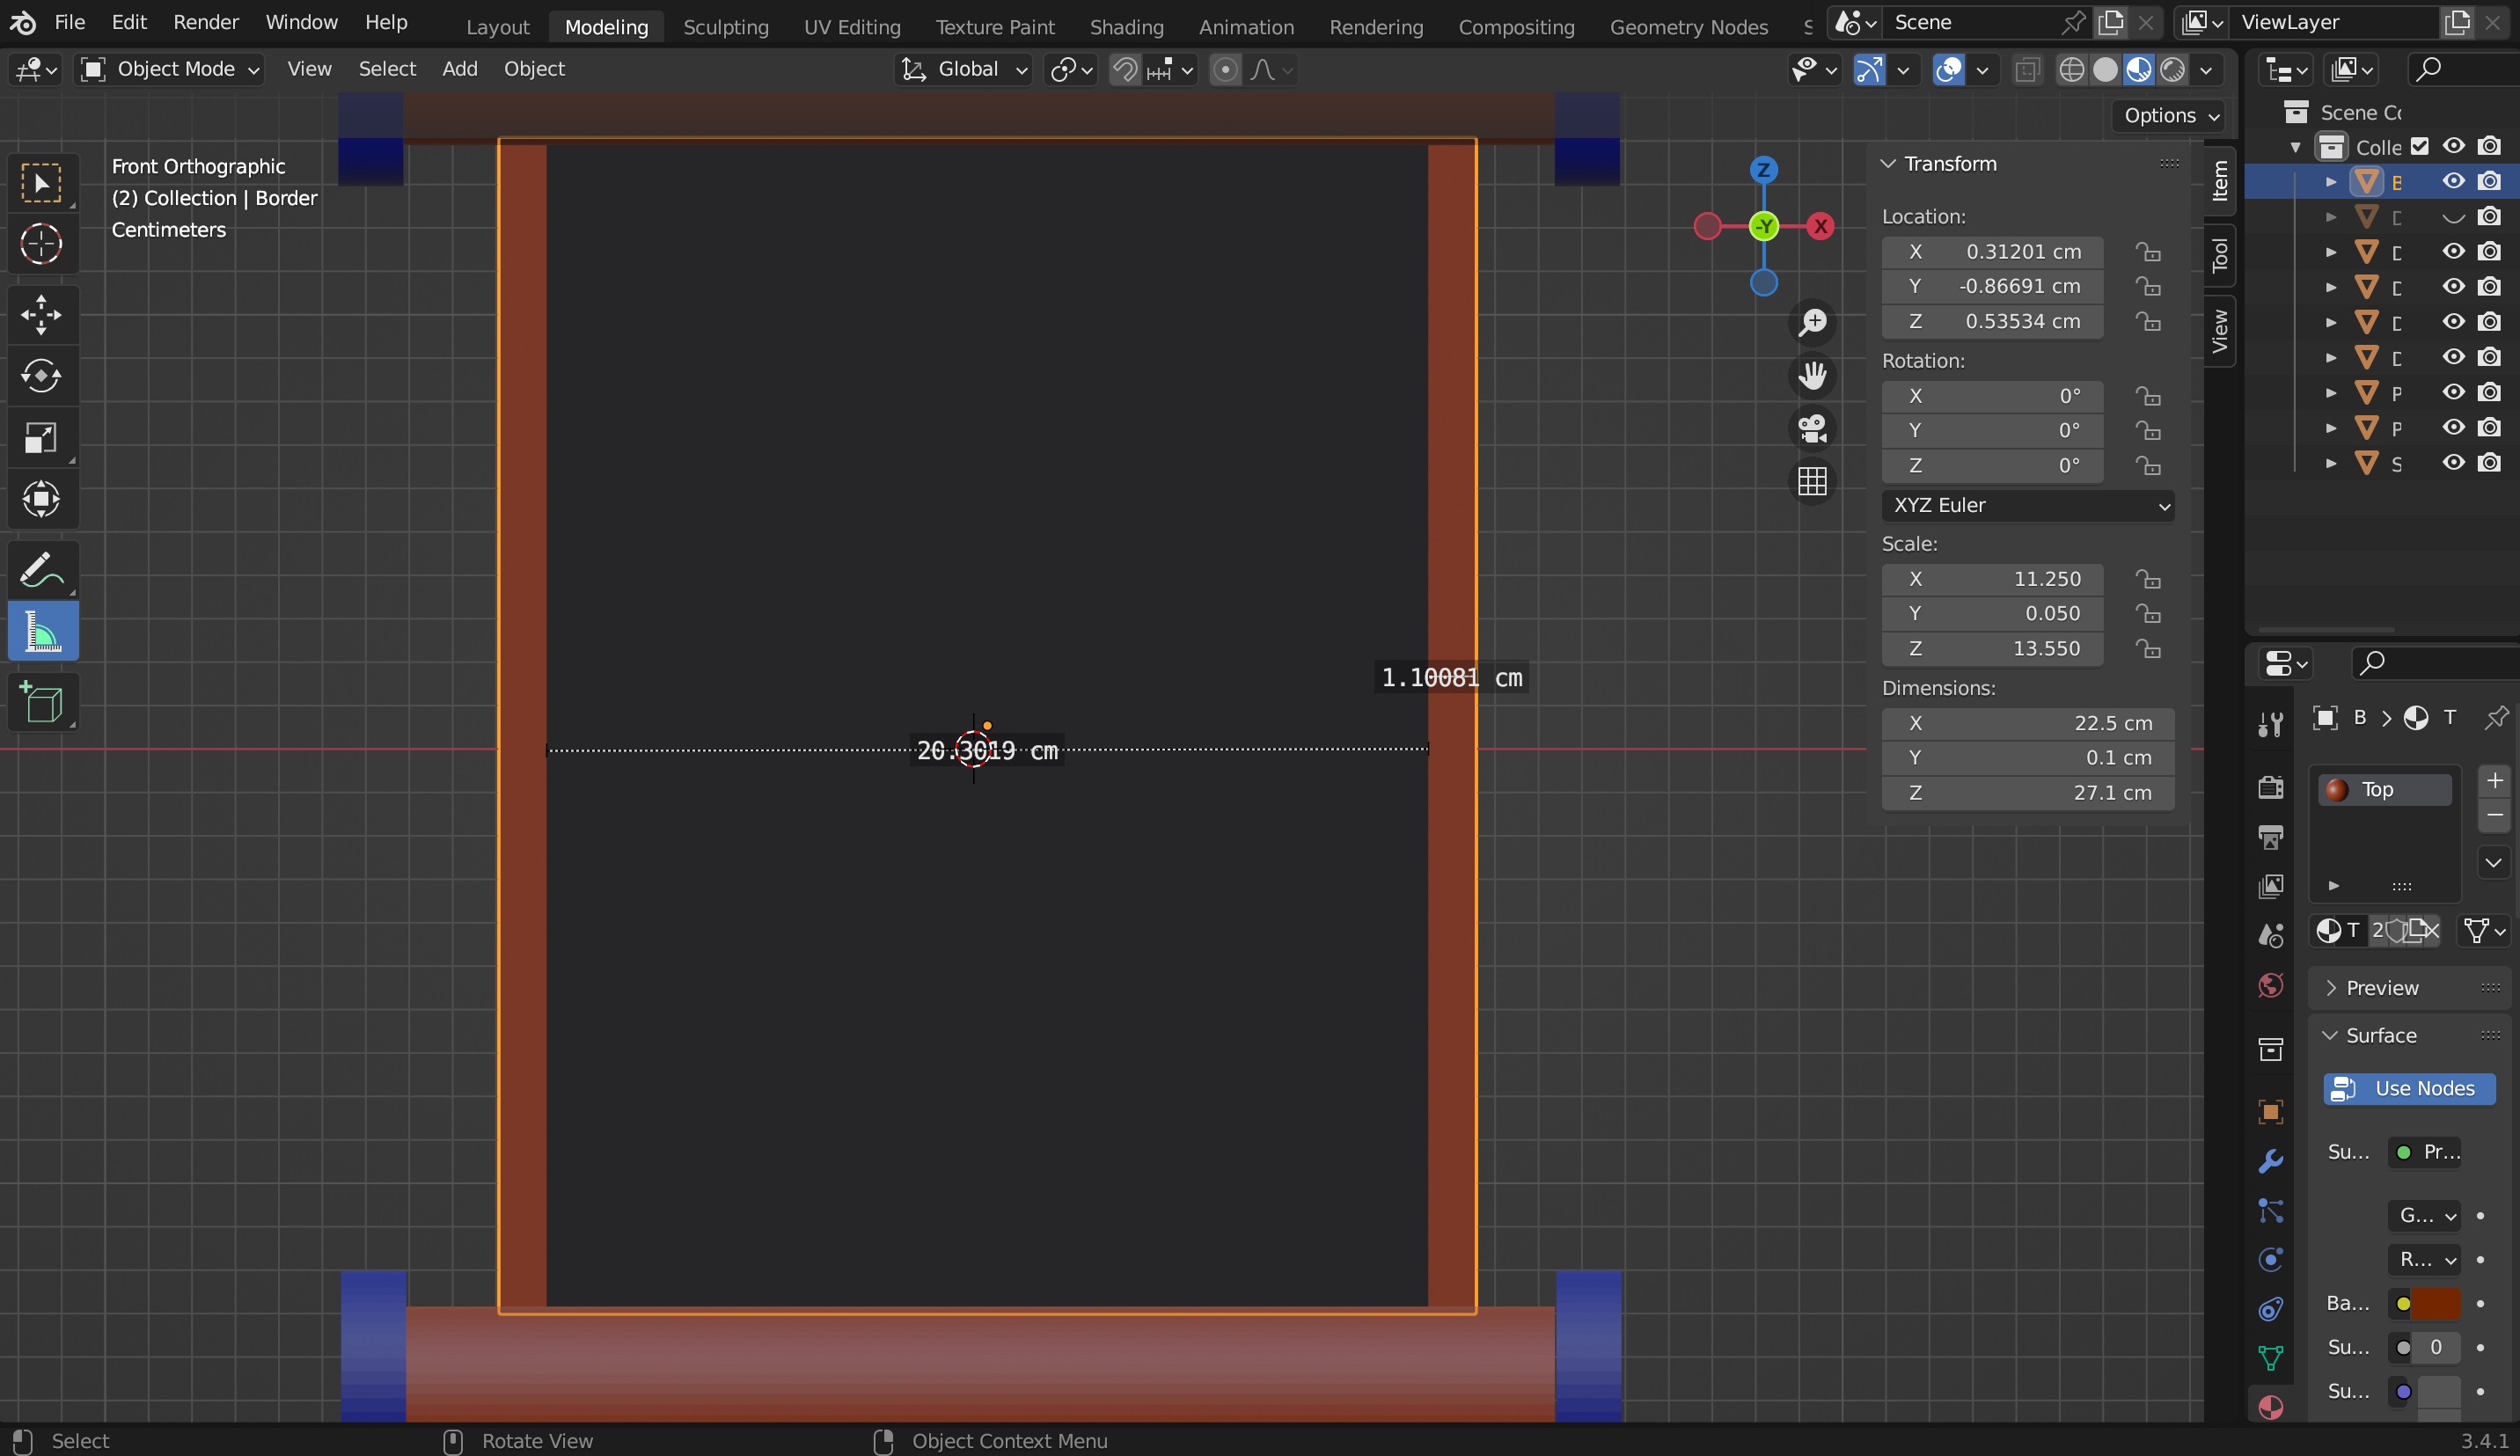 File Edit Render Window Help Layout Modeling Sculpting UV Editing Texture Paint Shading Animation Rendering Compositing Geometry Nodes S Scene ViewLayer
Object Mode View Select Add Object Global
Options
Front Orthographic
(2) Collection | Border
Centimeters
Z
-Y
X
Transform
Location:
X 0.31201 cm
Y -0.86691 cm
Z 0.53534 cm
Rotation:
X 0°
Y 0°
Z 0°
XYZ Euler
Scale:
X 11.250
Y 0.050
Z 13.550
Dimensions:
X 22.5 cm
Y 0.1 cm
Z 27.1 cm
Item
Tool
View
1.10081 cm
20.3019 cm
Scene Co
Colle
B
D
D
D
D
D
P
P
S
B T
Top
T 2
Preview
Surface
Use Nodes
Su... Pr...
G...
R...
Ba...
Su... 0
Su...
Select Rotate View Object Context Menu 3.4.1